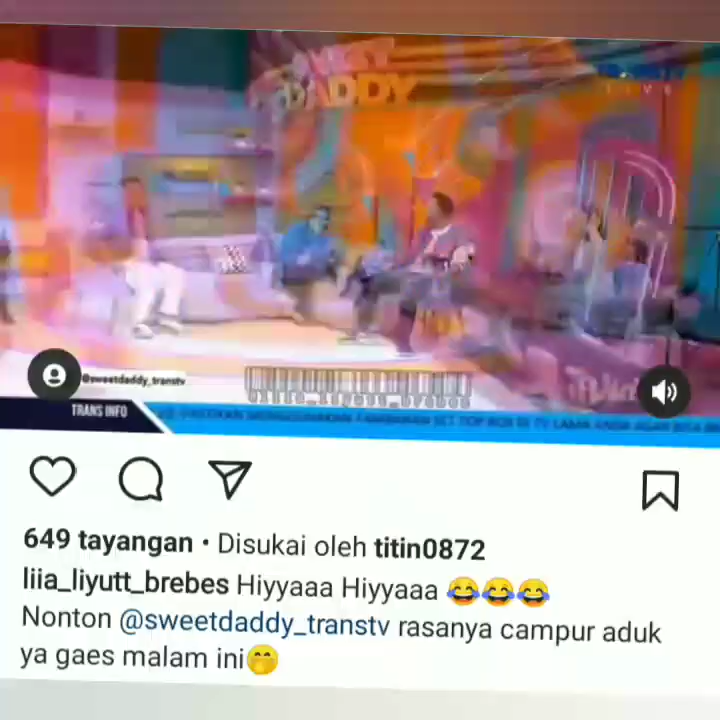 SWEET
DADDY
LIVE
@sweetdaddy_transtv
TRANS INFO
649 tayangan • Disukai oleh titin0872
liia_liyutt_brebes Hiyyaaa Hiyyaaa 😂😂😂
Nonton @sweetdaddy_transtv rasanya campur aduk
ya gaes malam ini🤭